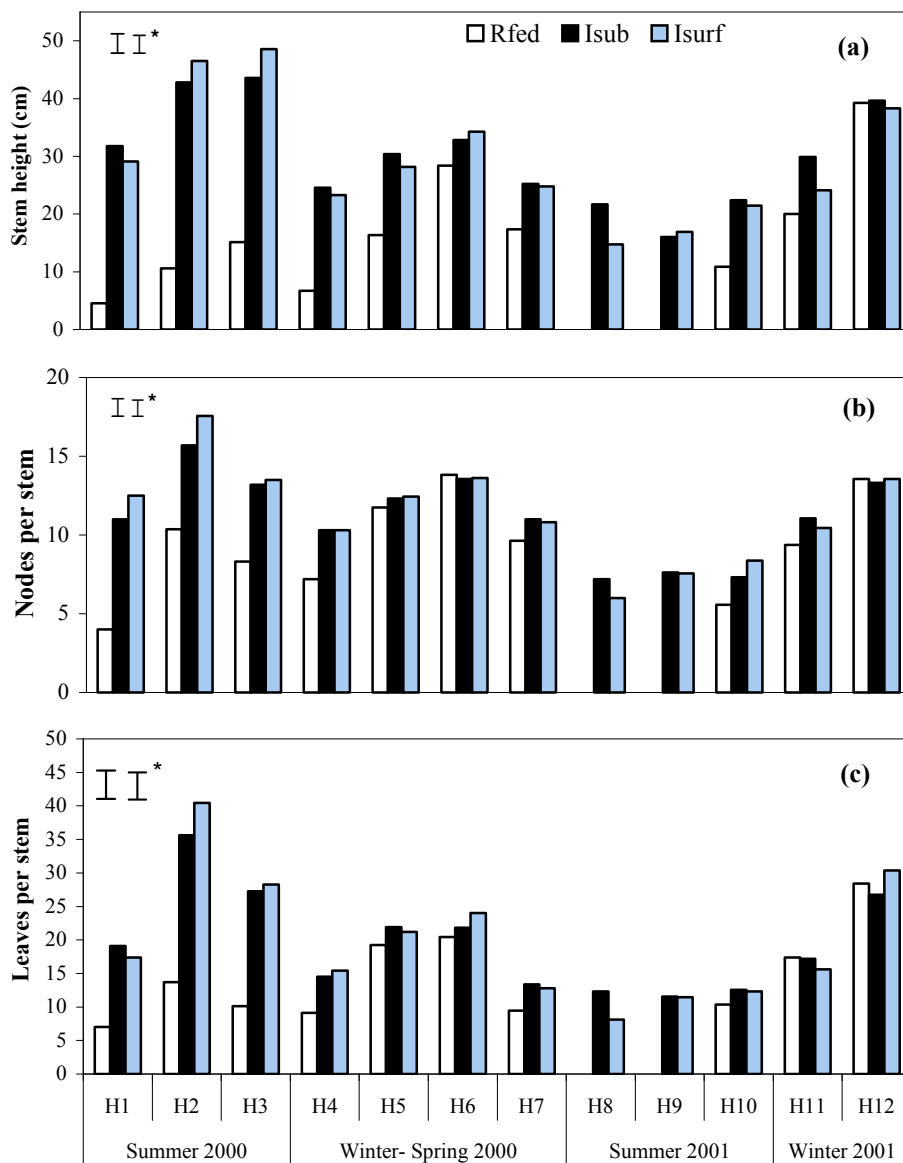 * Rfed Isub Isurf (a)
50
40
30
20
10
0
Stem height (cm)
* (b)
20
15
10
5
0
Nodes per stem
* (c)
50
45
40
35
30
25
20
15
10
5
0
Leaves per stem
H1 H2 H3 H4 H5 H6 H7 H8 H9 H10 H11 H12
Summer 2000 Winter- Spring 2000 Summer 2001 Winter 2001